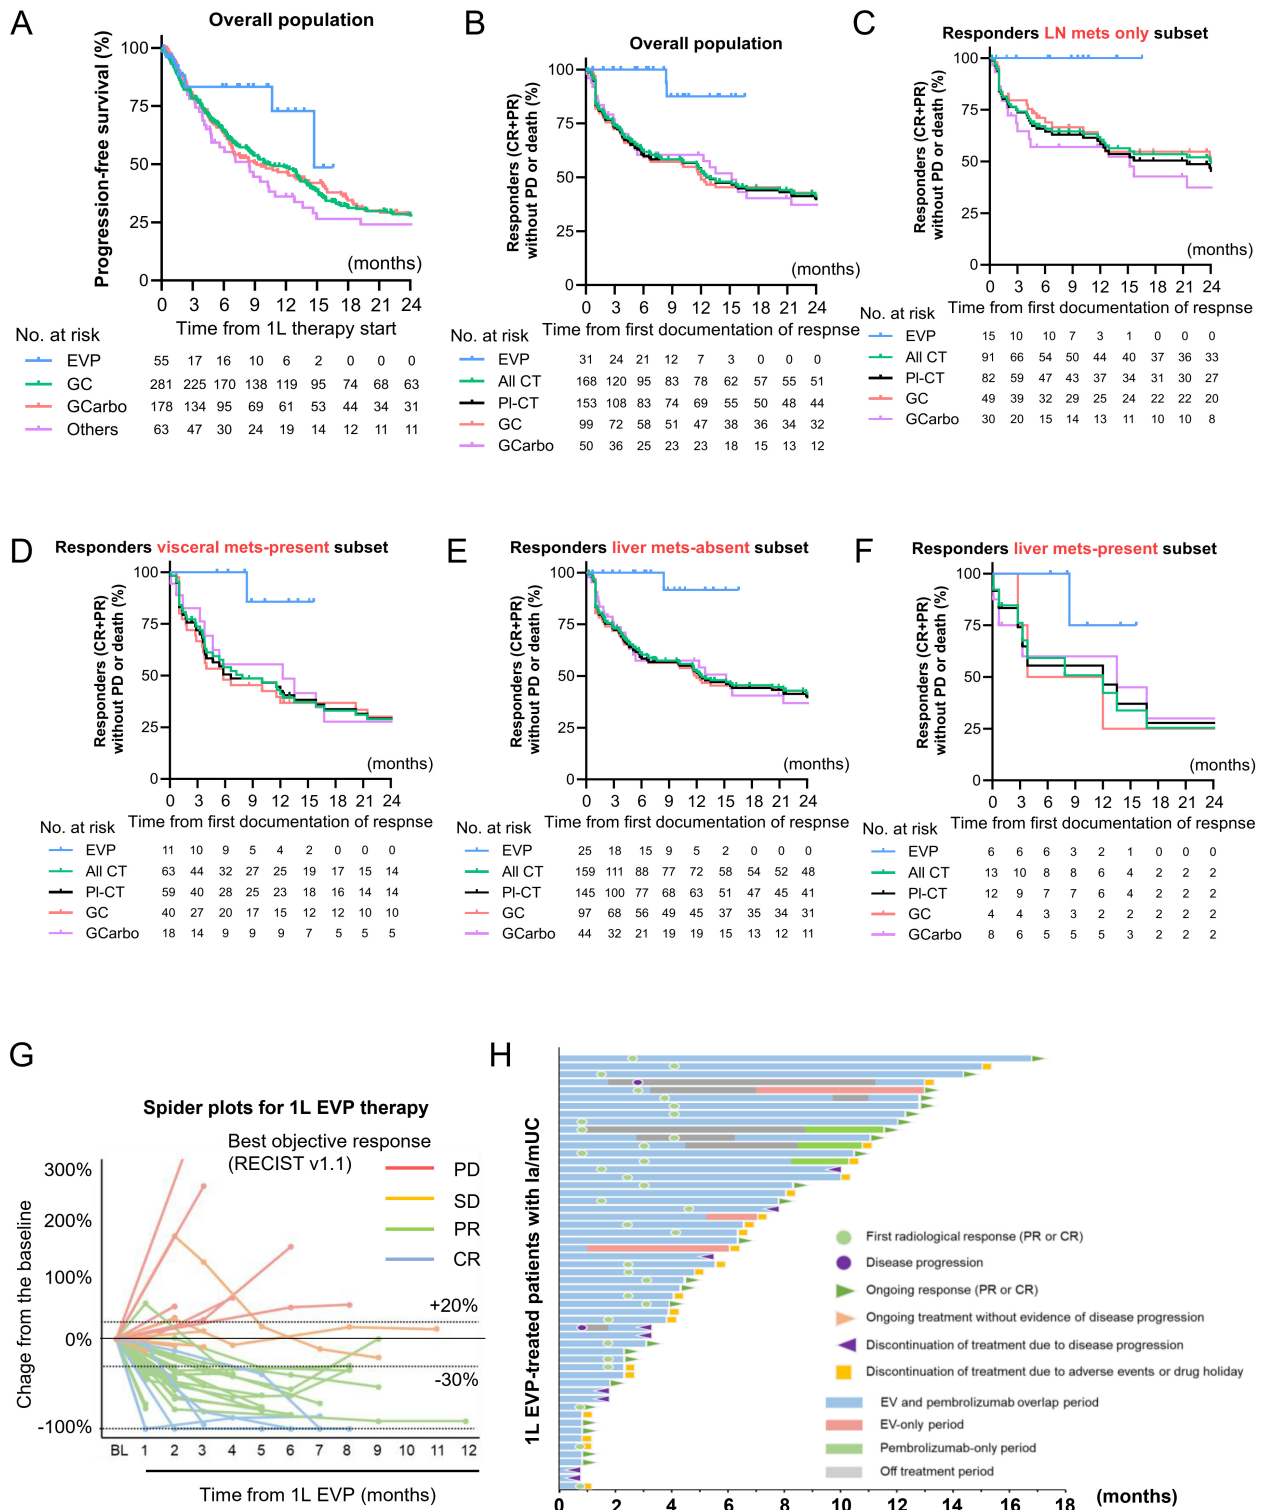 A
Overall population
Progression-free survival (%)
100
75
50
25
0
(months)
0 3 6 9 12 15 18 21 24
Time from 1L therapy start
No. at risk
EVP 55 17 16 10 6 2 0 0 0
GC 281 225 170 138 119 95 74 68 63
GCarbo 178 134 95 69 61 53 44 34 31
Others 63 47 30 24 19 14 12 11 11
B
Overall population
Responders (CR+PR)
without PD or death (%)
100
75
50
25
0
(months)
0 3 6 9 12 15 18 21 24
Time from first documentation of respnse
No. at risk
EVP 31 24 21 12 7 3 0 0 0
All CT 168 120 95 83 78 62 57 55 51
Pl-CT 153 108 83 74 69 55 50 48 44
GC 99 72 58 51 47 38 36 34 32
GCarbo 50 36 25 23 23 18 15 13 12
C
Responders LN mets only subset
Responders (CR+PR)
without PD or death (%)
100
75
50
25
0
(months)
0 3 6 9 12 15 18 21 24
Time from first documentation of respnse
No. at risk
EVP 15 10 10 7 3 1 0 0 0
All CT 91 66 54 50 44 40 37 36 33
Pl-CT 82 59 47 43 37 34 31 30 27
GC 49 39 32 29 25 24 22 22 20
GCarbo 30 20 15 14 13 11 10 10 8
D
Responders visceral mets-present subset
Responders (CR+PR)
without PD or death (%)
100
75
50
25
0
(months)
0 3 6 9 12 15 18 21 24
Time from first documentation of respnse
No. at risk
EVP 11 10 9 5 4 2 0 0 0
All CT 63 44 32 27 25 19 17 15 14
Pl-CT 59 40 28 25 23 18 16 14 14
GC 40 27 20 17 15 12 12 10 10
GCarbo 18 14 9 9 9 7 5 5 5
E
Responders liver mets-absent subset
Responders (CR+PR)
without PD or death (%)
100
75
50
25
0
(months)
0 3 6 9 12 15 18 21 24
Time from first documentation of respnse
No. at risk
EVP 25 18 15 9 5 2 0 0 0
All CT 159 111 88 77 72 58 54 52 48
Pl-CT 145 100 77 68 63 51 47 45 41
GC 97 68 56 49 45 37 35 34 31
GCarbo 44 32 21 19 19 15 13 12 11
F
Responders liver mets-present subset
Responders (CR+PR)
without PD or death (%)
100
75
50
25
0
(months)
0 3 6 9 12 15 18 21 24
Time from first documentation of respnse
No. at risk
EVP 6 6 6 3 2 1 0 0 0
All CT 13 10 8 8 6 4 2 2 2
Pl-CT 12 9 7 7 6 4 2 2 2
GC 4 4 3 3 2 2 2 2 2
GCarbo 8 6 5 5 5 3 2 2 2
G
Spider plots for 1L EVP therapy
Best objective response
(RECIST v1.1)
PD
SD
PR
CR
Chage from the baseline
300%
200%
100%
0%
-100%
+20%
-30%
BL 1 2 3 4 5 6 7 8 9 10 11 12
Time from 1L EVP (months)
H
1L EVP-treated patients with la/mUC
First radiological response (PR or CR)
Disease progression
Ongoing response (PR or CR)
Ongoing treatment without evidence of disease progression
Discontinuation of treatment due to disease progression
Discontinuation of treatment due to adverse events or drug holiday
EV and pembrolizumab overlap period
EV-only period
Pembrolizumab-only period
Off treatment period
0 2 4 6 8 10 12 14 16 18
(months)